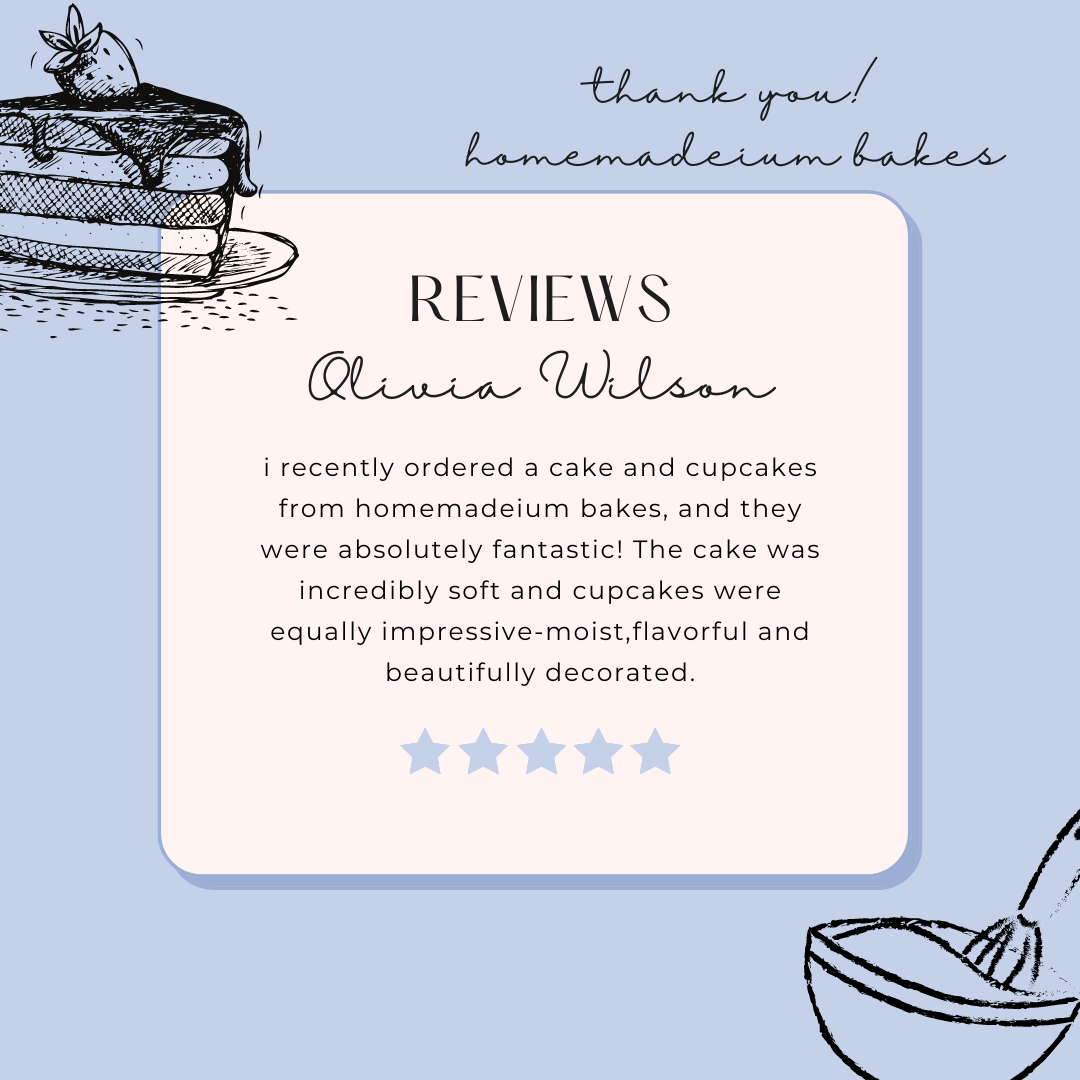 thank you!
homemadeium bakes
REVIEWS
Olivia Wilson
i recently ordered a cake and cupcakes
from homemadeium bakes, and they
were absolutely fantastic! The cake was
incredibly soft and cupcakes were
equally impressive-moist,flavorful and
beautifully decorated.